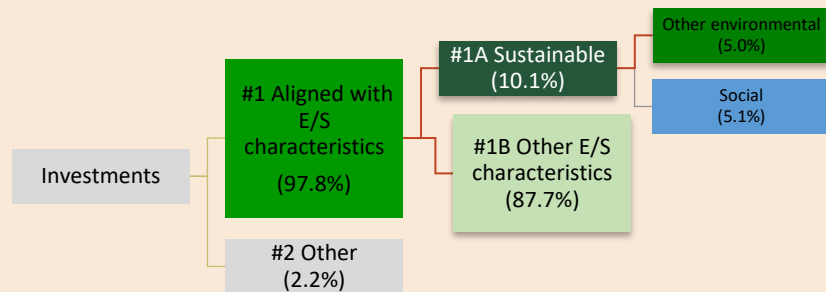 Investments
#1 Aligned with
E/S
characteristics
(97.8%)
#2 Other
(2.2%)
#1A Sustainable
(10.1%)
#1B Other E/S
characteristics
(87.7%)
Other environmental
(5.0%)
Social
(5.1%)